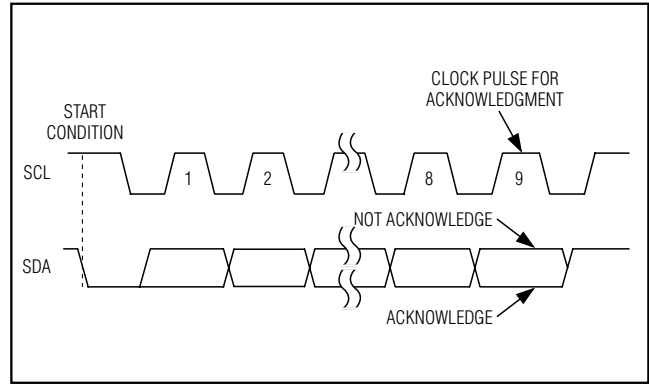 CLOCK PULSE FOR
ACKNOWLEDGMENT
START
CONDITION
SCL
1
2
8
9
NOT ACKNOWLEDGE
SDA
ACKNOWLEDGE